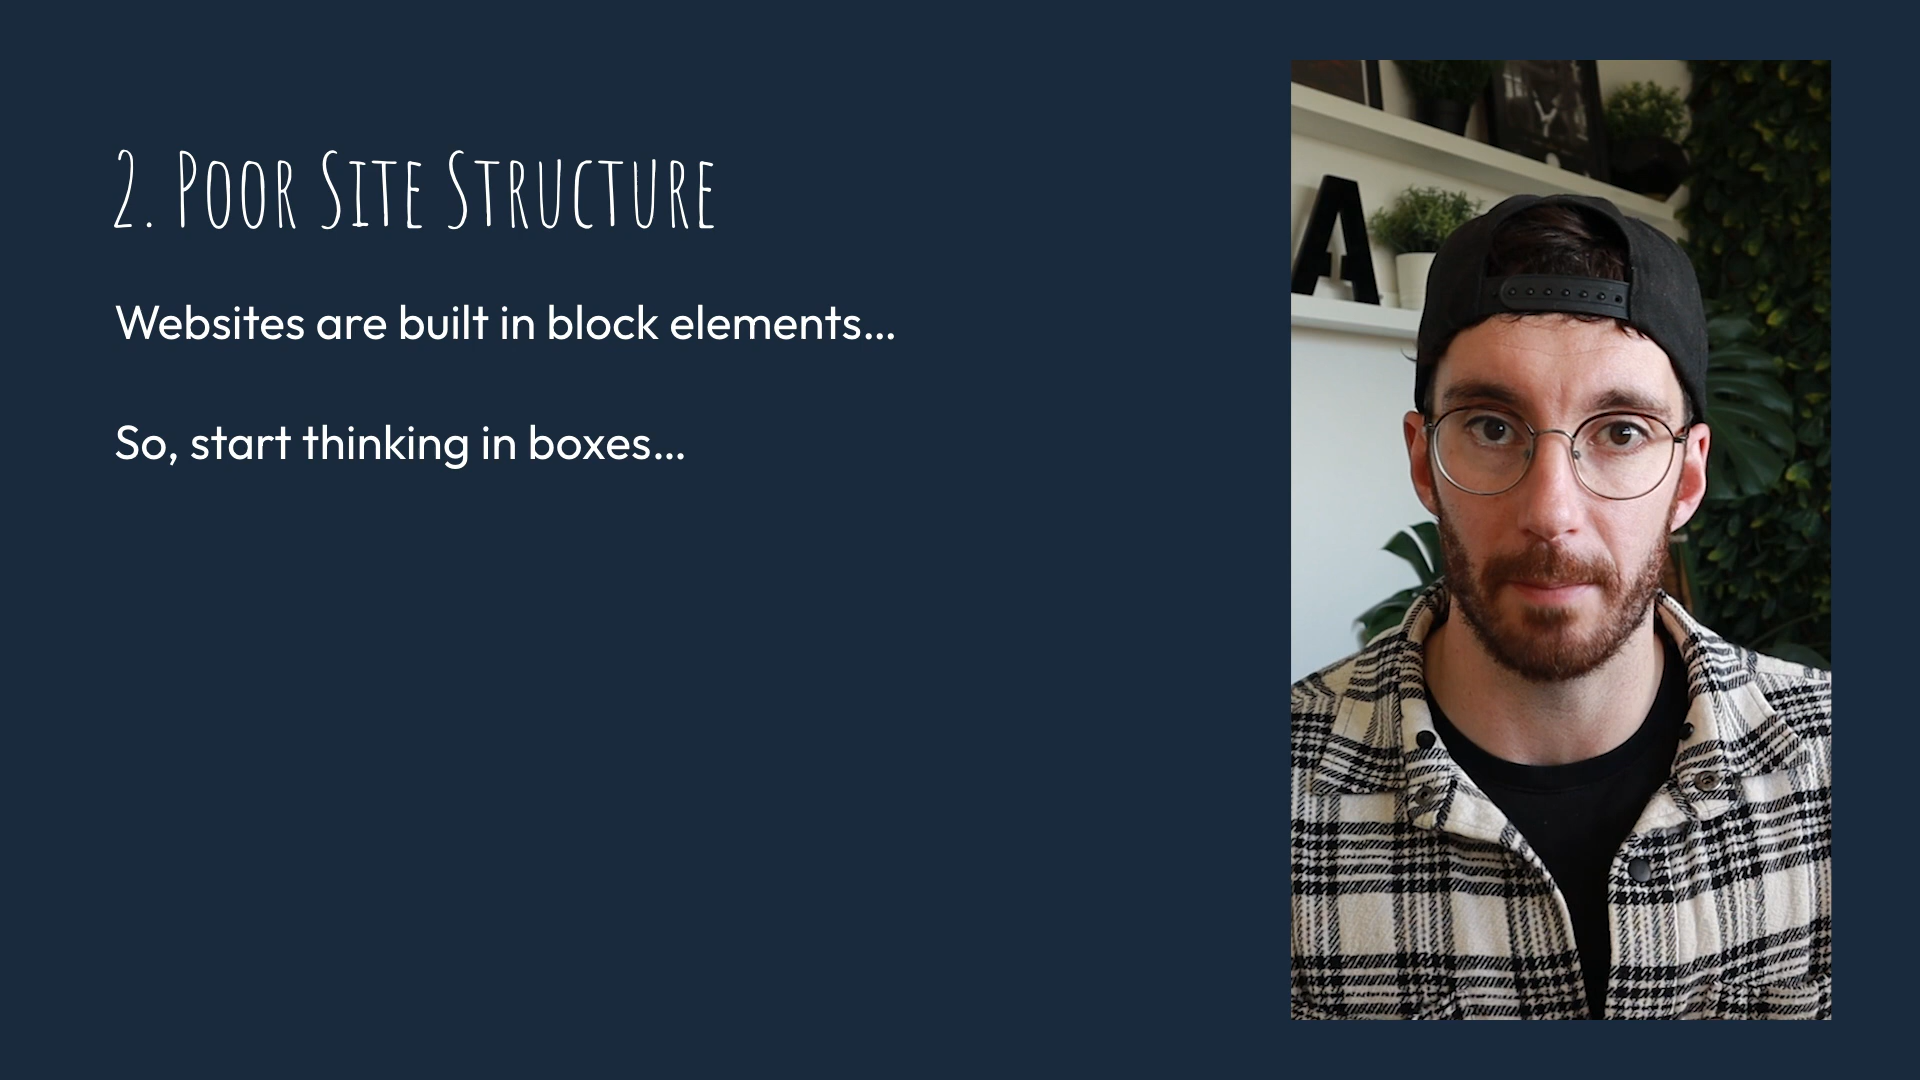 2. Poor Site Structure
Websites are built in block elements...
So, start thinking in boxes...
A